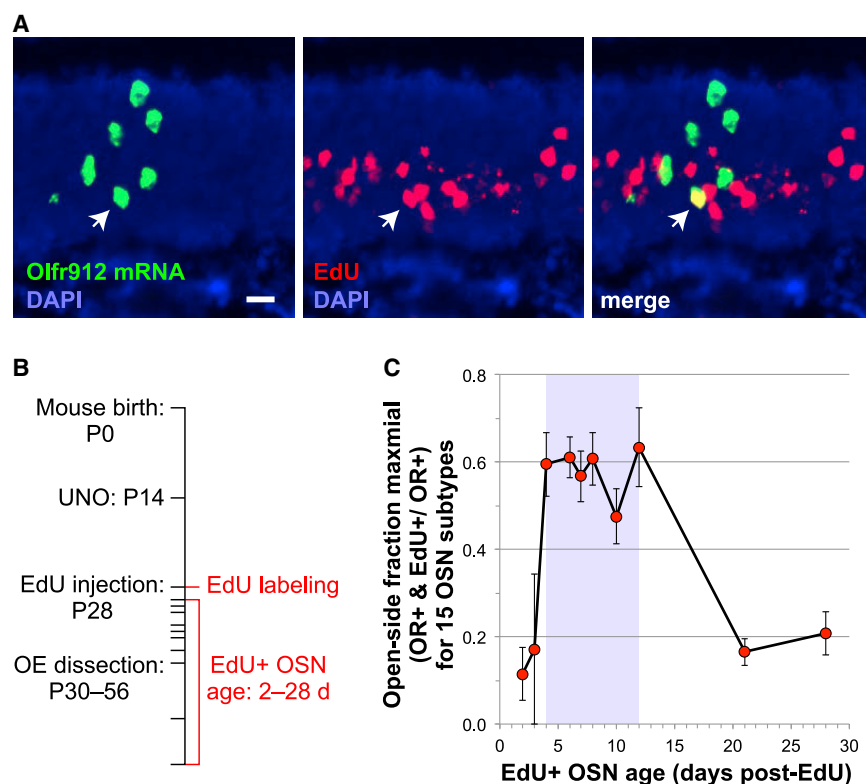 A
Olfr912 mRNA
DAPI
EdU
DAPI
merge
B
Mouse birth:
P0
UNO: P14
EdU injection:
P28
EdU labeling
OE dissection:
P30–56
EdU+ OSN
age: 2–28 d
C
Open-side fraction maxmial
(OR+ & EdU+/ OR+)
for 15 OSN subtypes
0.8
0.6
0.4
0.2
0.0
0 5 10 15 20 25 30
EdU+ OSN age (days post-EdU)